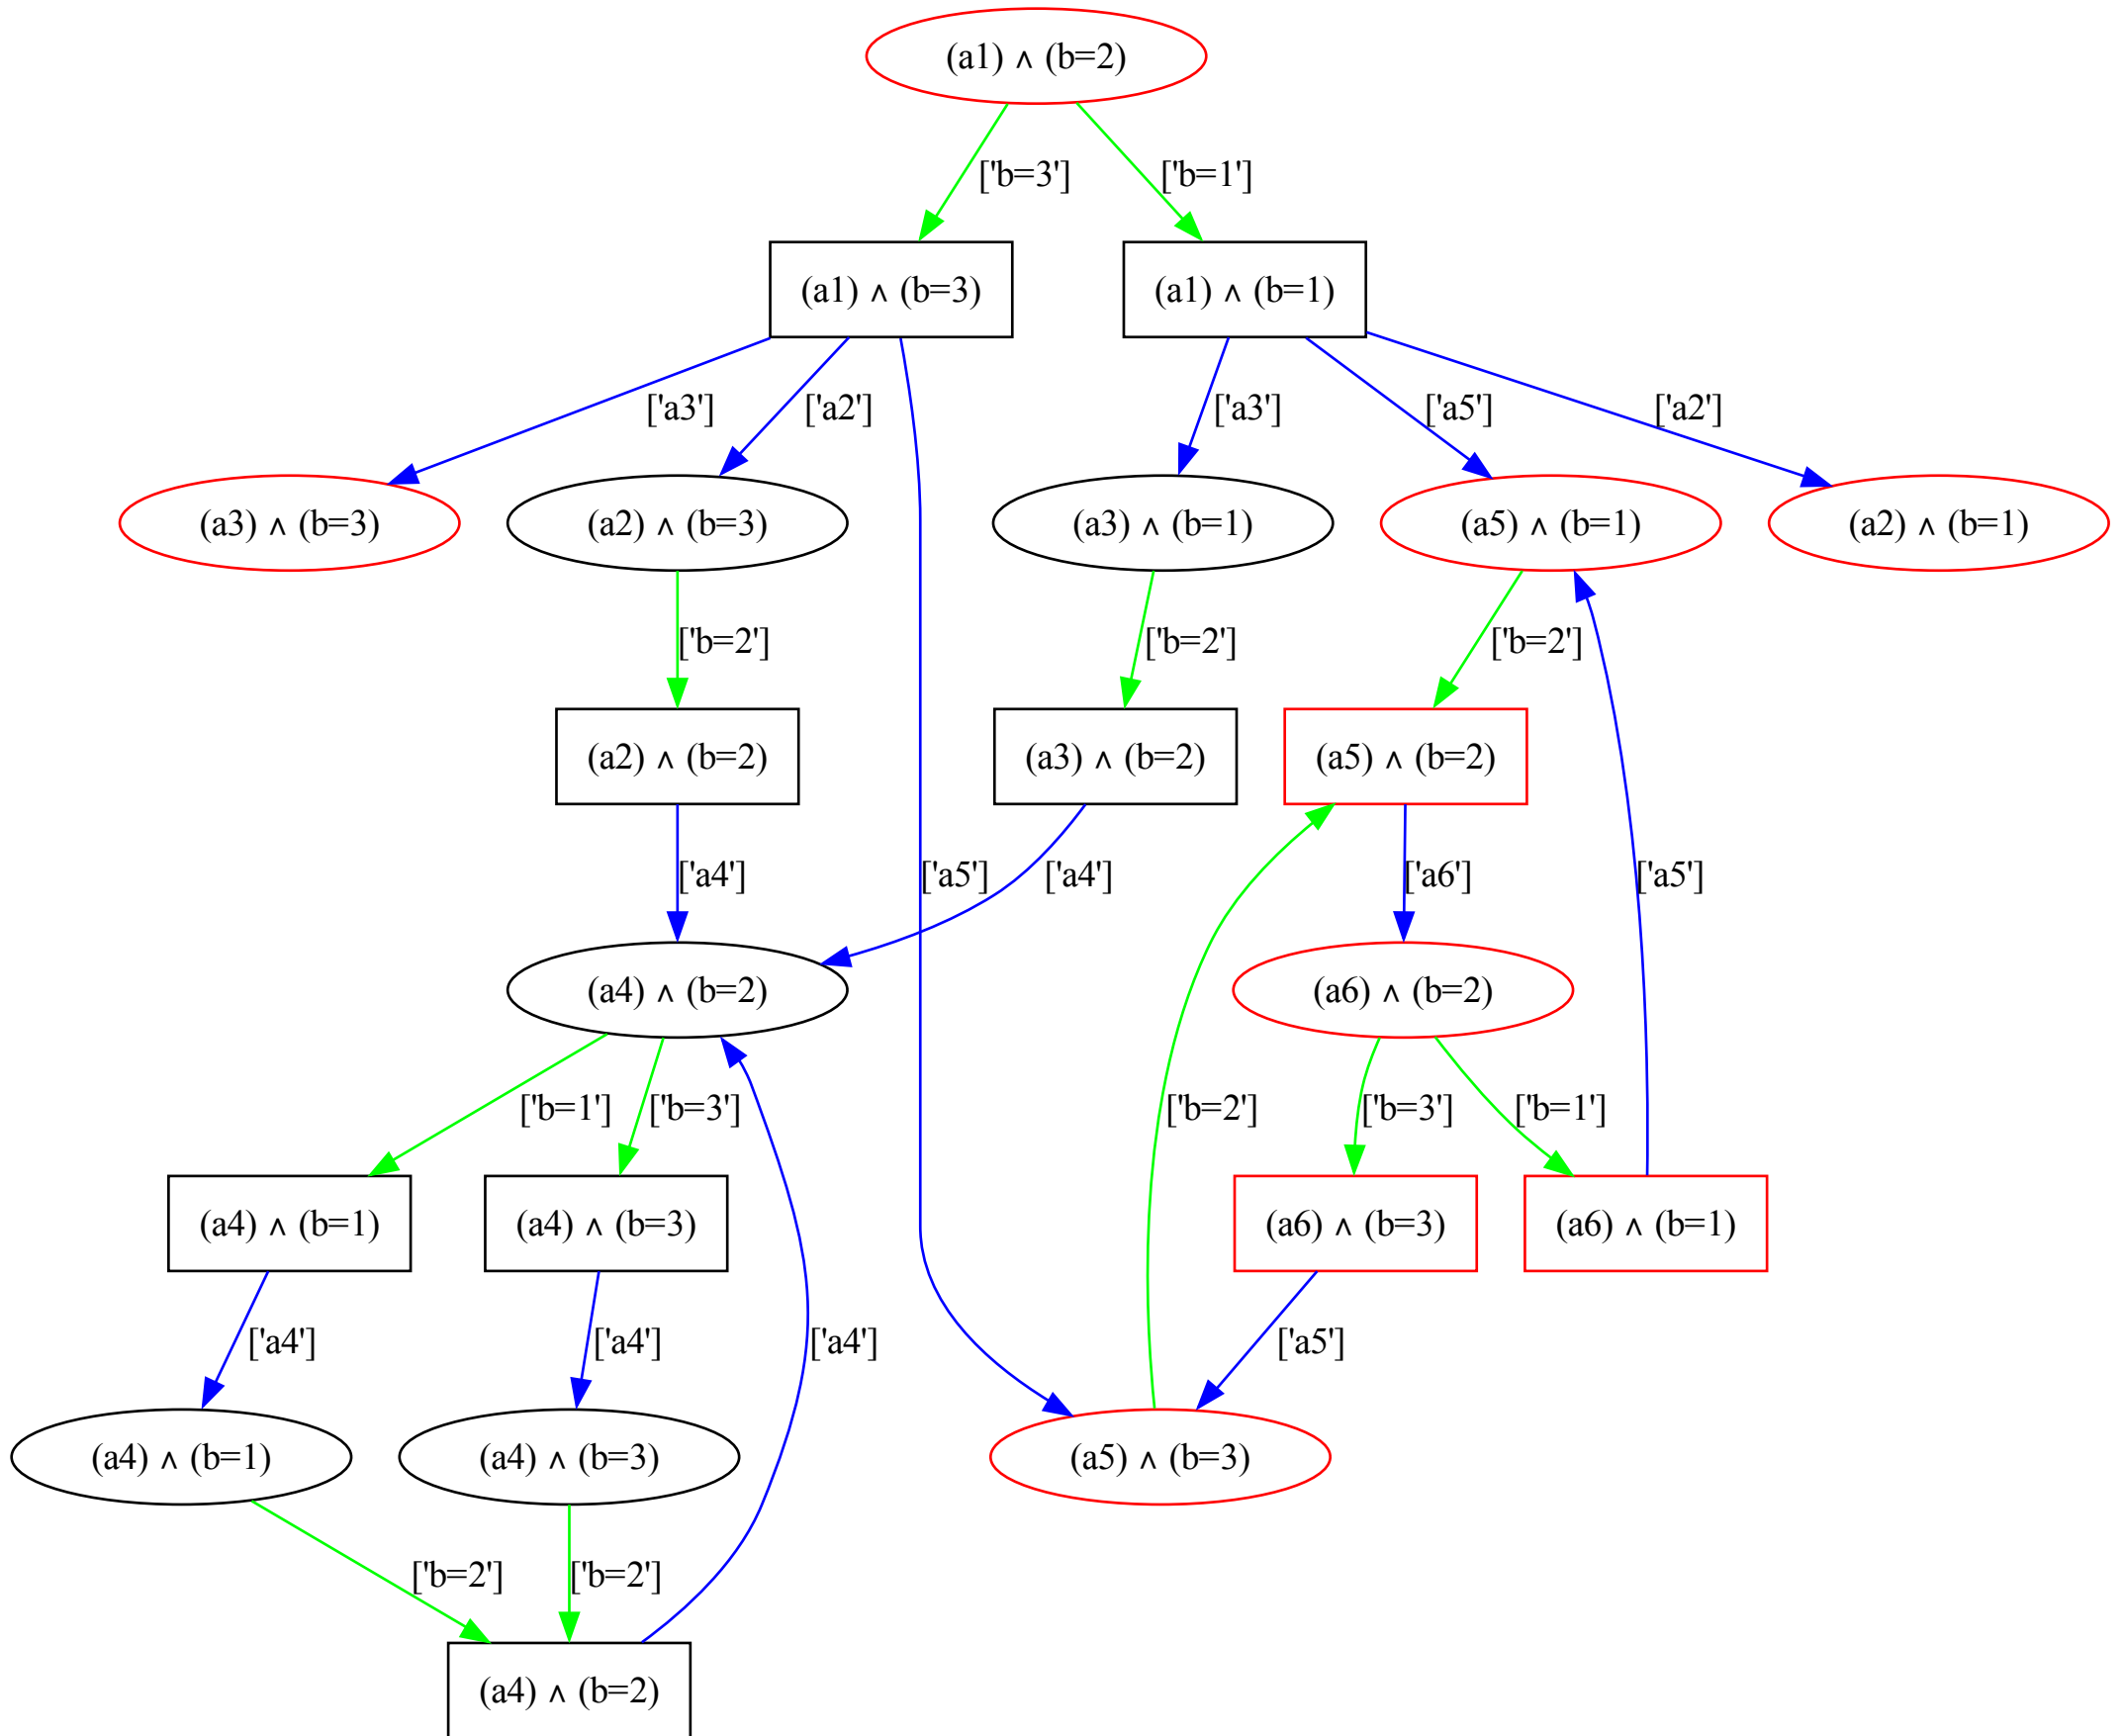 (a1) ∧ (b=2)
['b=3']
['b=1']
(a1) ∧ (b=3)
(a1) ∧ (b=1)
['a3']
['a2']
['a3']
['a5']
['a2']
(a3) ∧ (b=3)
(a2) ∧ (b=3)
(a3) ∧ (b=1)
(a5) ∧ (b=1)
(a2) ∧ (b=1)
['b=2']
['b=2']
['b=2']
(a2) ∧ (b=2)
(a3) ∧ (b=2)
(a5) ∧ (b=2)
['a4']
['a5']
['a4']
['a6']
['a5']
(a4) ∧ (b=2)
(a6) ∧ (b=2)
['b=1']
['b=3']
['b=2']
['b=3']
['b=1']
(a4) ∧ (b=1)
(a4) ∧ (b=3)
(a6) ∧ (b=3)
(a6) ∧ (b=1)
['a4']
['a4']
['a4']
['a5']
(a4) ∧ (b=1)
(a4) ∧ (b=3)
(a5) ∧ (b=3)
['b=2']
['b=2']
(a4) ∧ (b=2)